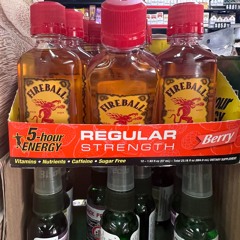 FIREBALL
FIREBALL
FIREBALL
5-hour
ENERGY
REGULAR
STRENGTH
Berry
Vitamins • Nutrients • Caffeine • Sugar Free